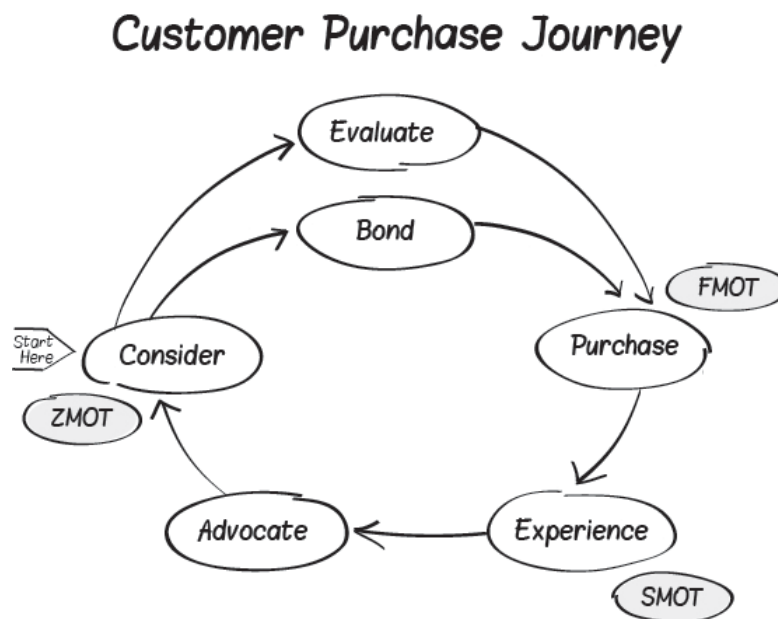 Customer Purchase Journey
Evaluate
Bond
FMOT
Start
Here
Consider
Purchase
ZMOT
Advocate
Experience
SMOT